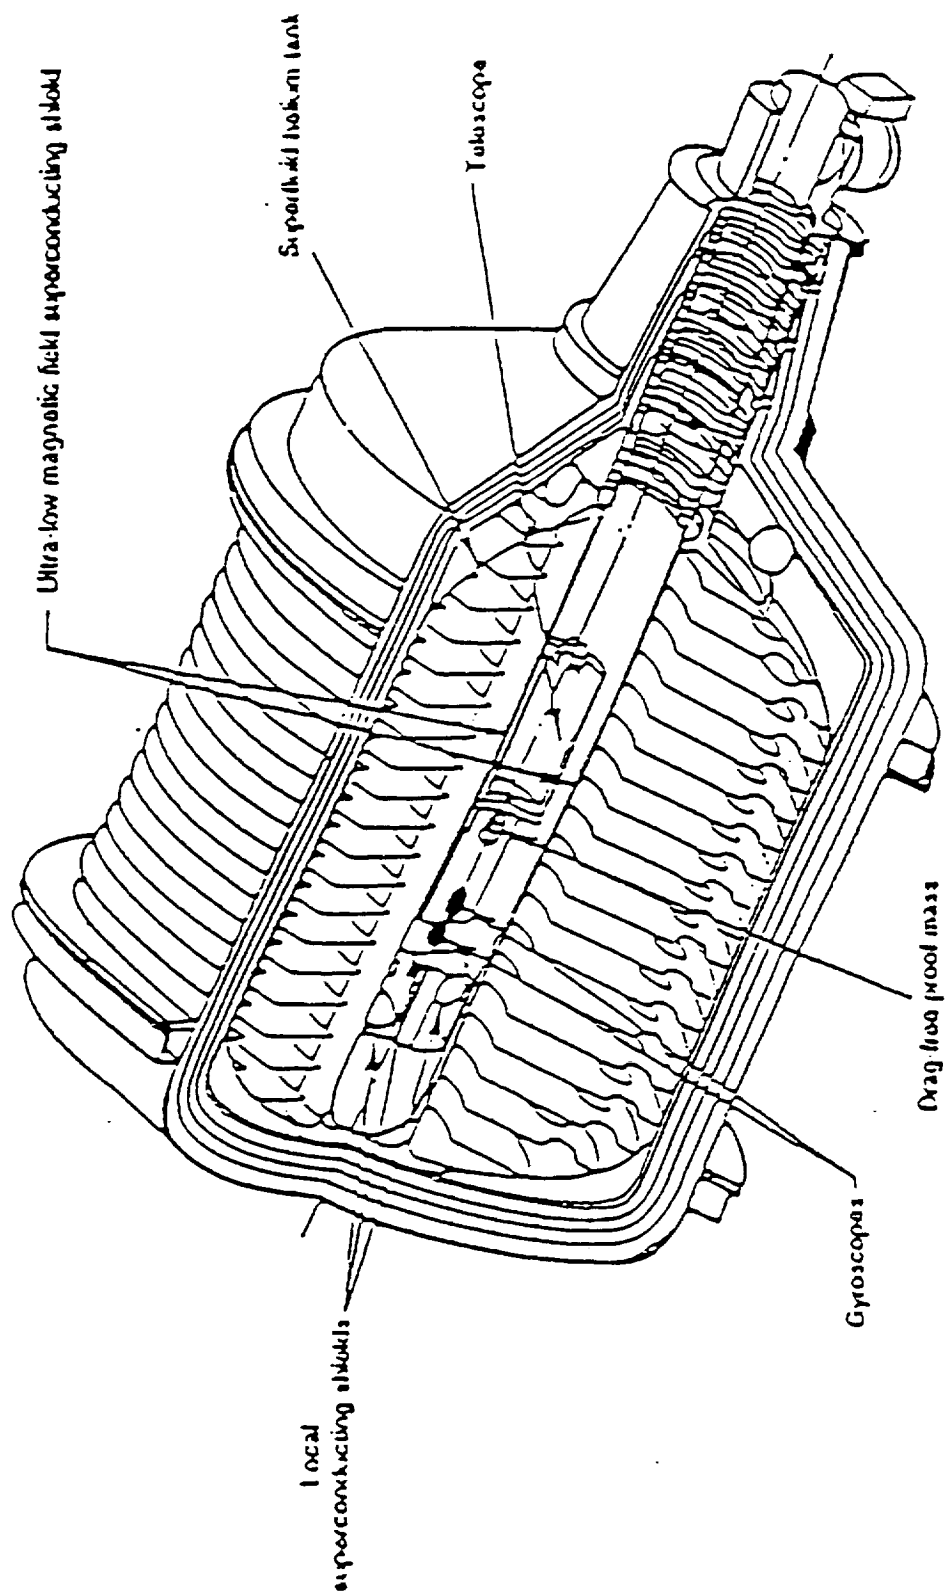 Ultra-low magnetic field superconducting shield
Superfluid helium tank
Telescope
Local
superconducting shields
Gyroscopes
Drag-free proof mass